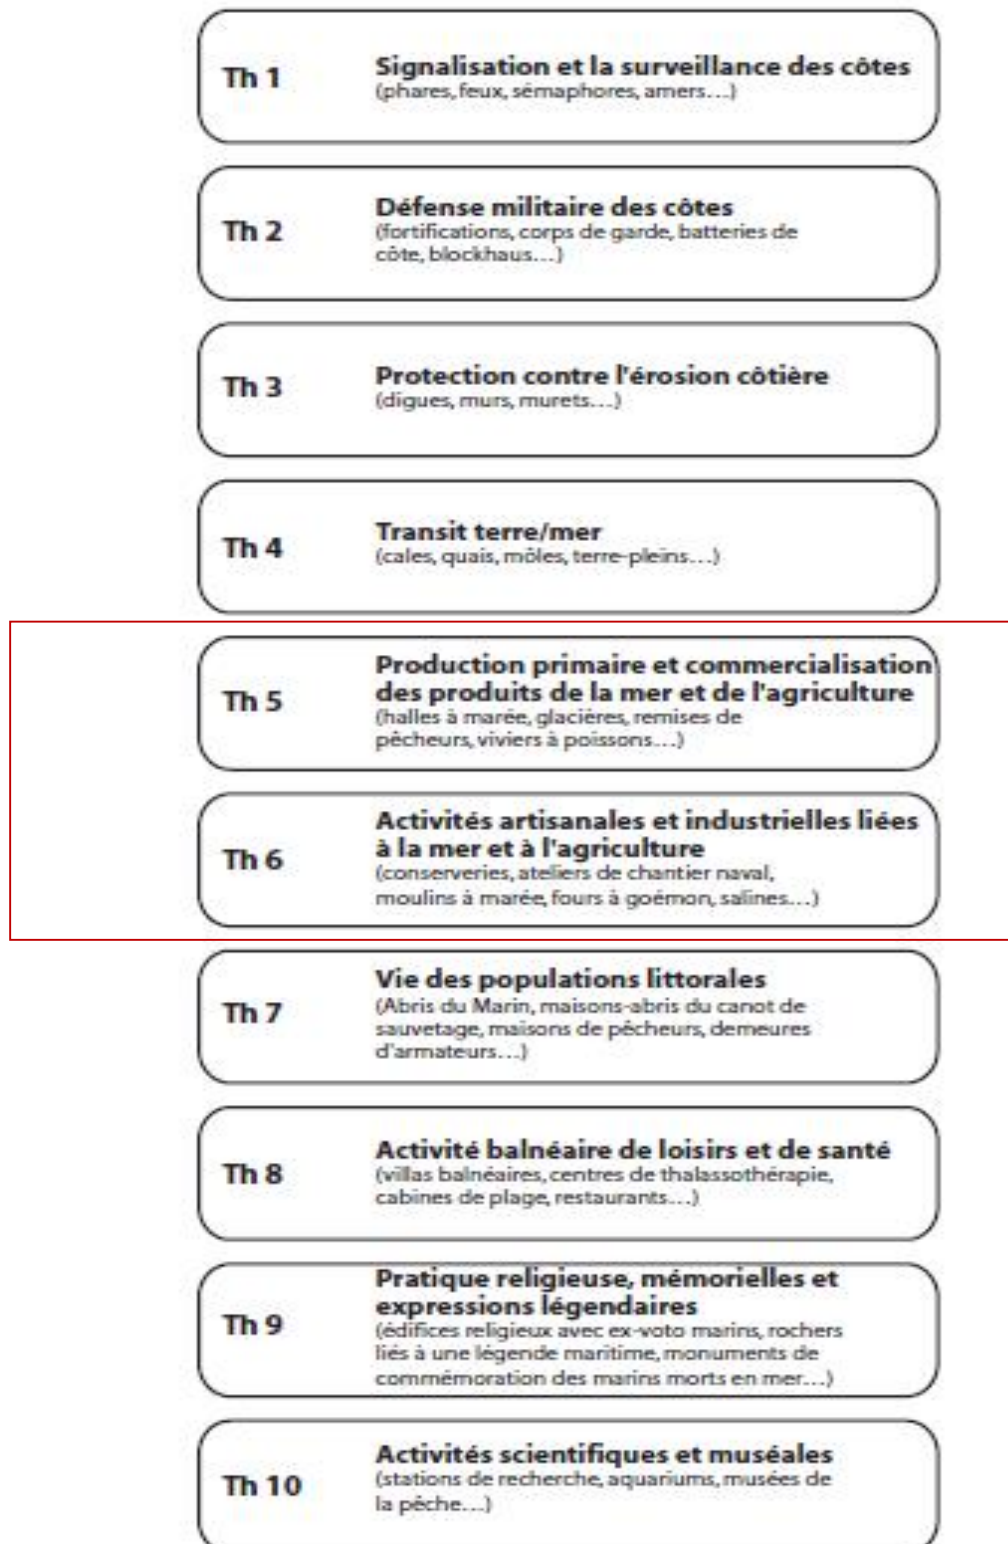 Th 1
Signalisation et la surveillance des côtes
(phares, feux, sémaphores, amers...)
Th 2
Défense militaire des côtes
(fortifications, corps de garde, batteries de
côte, blockhaus...)
Th 3
Protection contre l'érosion côtière
(digues, murs, murets...)
Th 4
Transit terre/mer
(cales, quais, môles, terre-pleins...)
Th 5
Production primaire et commercialisation
des produits de la mer et de l'agriculture
(halles à marée, glacières, remises de
pêcheurs, viviers à poissons...)
Th 6
Activités artisanales et industrielles liées
à la mer et à l'agriculture
(conserveries, ateliers de chantier naval,
moulins à marée, fours à goémon, salines...)
Th 7
Vie des populations littorales
(Abris du Marin, maisons-abris du canot de
sauvetage, maisons de pêcheurs, demeures
d'armateurs...)
Th 8
Activité balnéaire de loisirs et de santé
(villas balnéaires, centres de thalassothérapie,
cabines de plage, restaurants...)
Th 9
Pratique religieuse, mémorielles et
expressions légendaires
(édifices religieux avec ex-voto marins, rochers
liés à une légende maritime, monuments de
commémoration des marins morts en mer...)
Th 10
Activités scientifiques et muséales
(stations de recherche, aquariums, musées de
la pêche...)